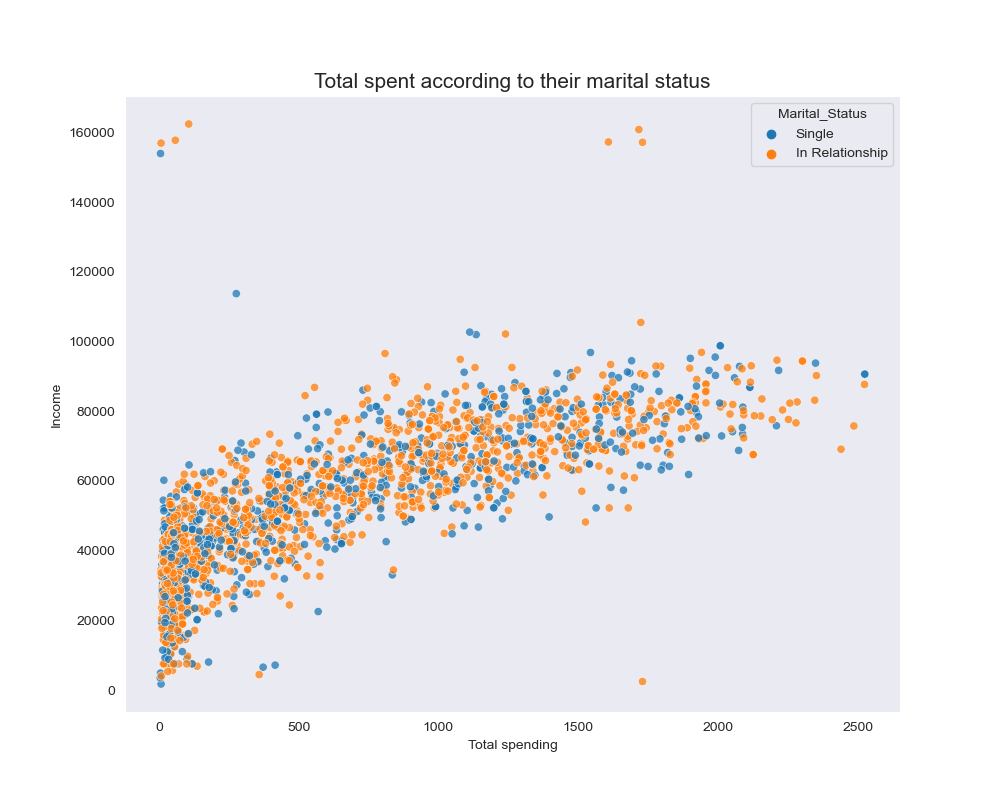 Total spent according to their marital status
Marital_Status
Single
In Relationship
160000
140000
120000
100000
80000
60000
40000
20000
0
Income
0 500 1000 1500 2000 2500
Total spending